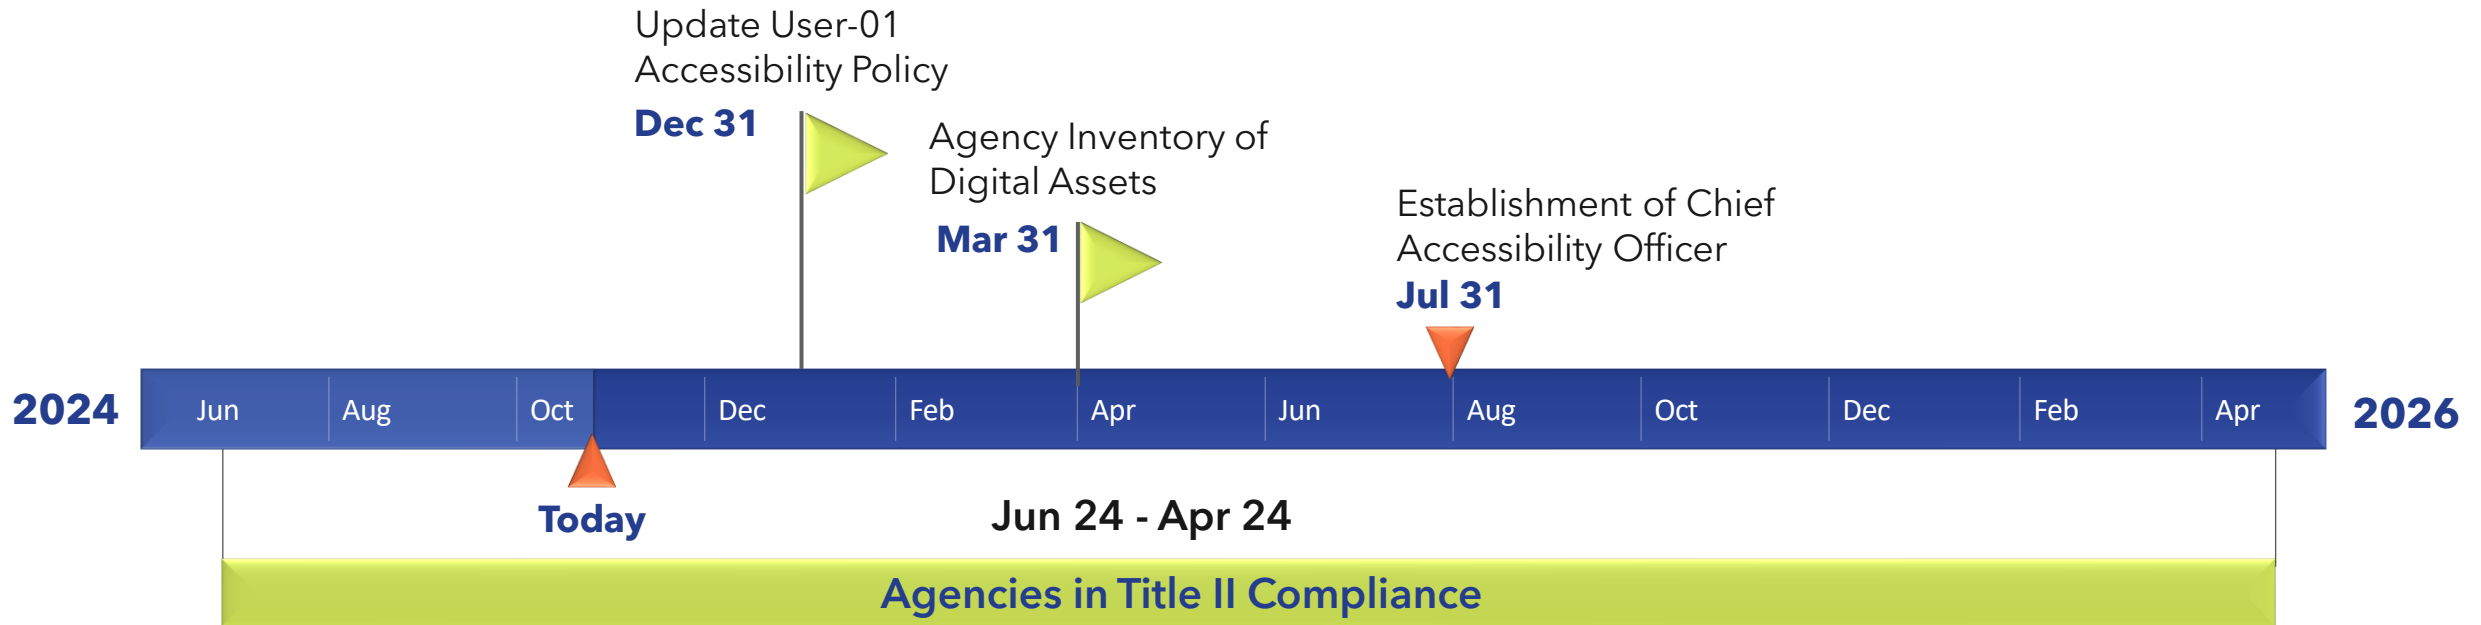 Update User-01
Accessibility Policy
Dec 31
Agency Inventory of
Digital Assets
Mar 31
Establishment of Chief
Accessibility Officer
Jul 31
2024 Jun Aug Oct Dec Feb Apr Jun Aug Oct Dec Feb Apr 2026
Today
Jun 24 - Apr 24
Agencies in Title II Compliance